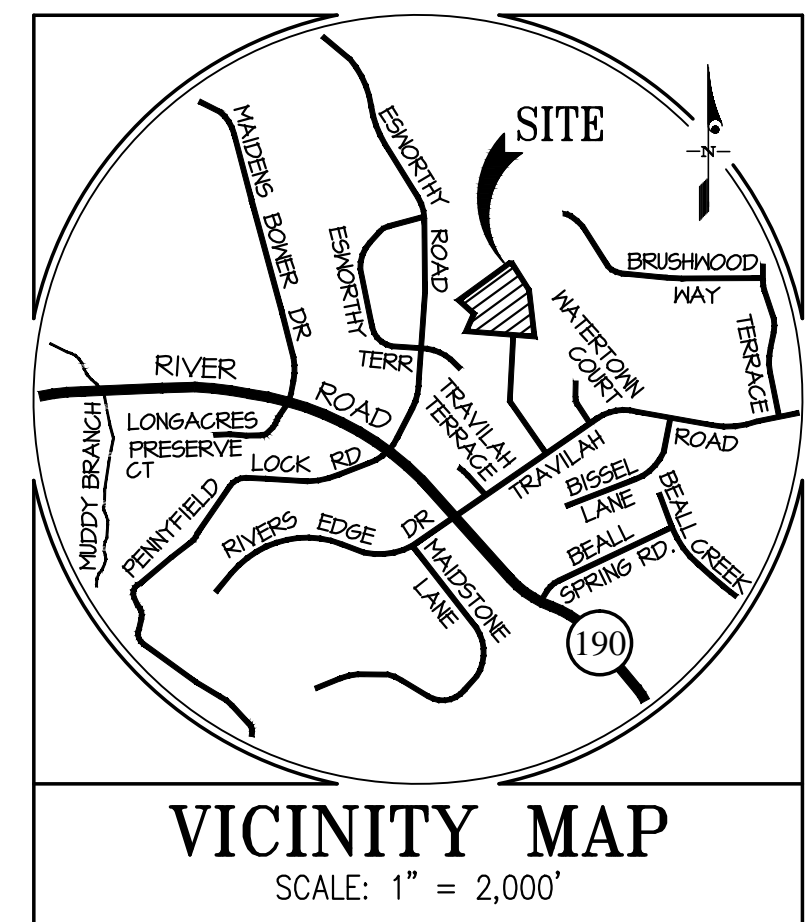 SITE
N
MAIDENS BOWER DR
ESWORTHY
ROAD
ESWORTHY
TERR
BRUSHWOOD
WAY
TERRACE
WATERTOWN
COURT
RIVER
ROAD
LONGACRES
PRESERVE
CT
MUDDY BRANCH
PENNYFIELD
LOCK RD
TRAVILAH
TERRACE
TRAVILAH
ROAD
BISSEL
LANE
BEALL
SPRING RD.
BEALL
CREEK
RIVERS EDGE DR
MAIDSTONE
LANE
190
VICINITY MAP
SCALE: 1" = 2,000'